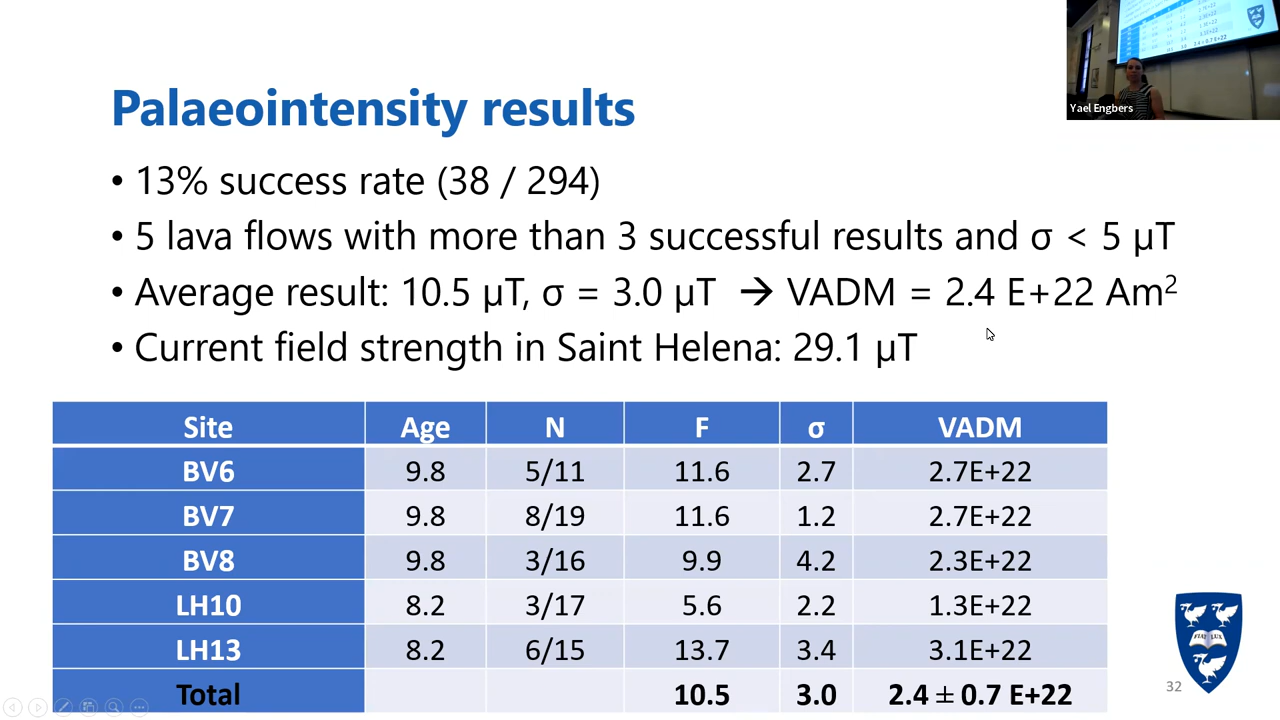 Yael Engbers
Palaeointensity results
• 13% success rate (38 / 294)
• 5 lava flows with more than 3 successful results and σ < 5 µT
• Average result: 10.5 µT, σ = 3.0 µT → VADM = 2.4 E+22 Am²
• Current field strength in Saint Helena: 29.1 µT
Site Age N F σ VADM
BV6 9.8 5/11 11.6 2.7 2.7E+22
BV7 9.8 8/19 11.6 1.2 2.7E+22
BV8 9.8 3/16 9.9 4.2 2.3E+22
LH10 8.2 3/17 5.6 2.2 1.3E+22
LH13 8.2 6/15 13.7 3.4 3.1E+22
Total 10.5 3.0 2.4 ± 0.7 E+22
FIAT LUX
32